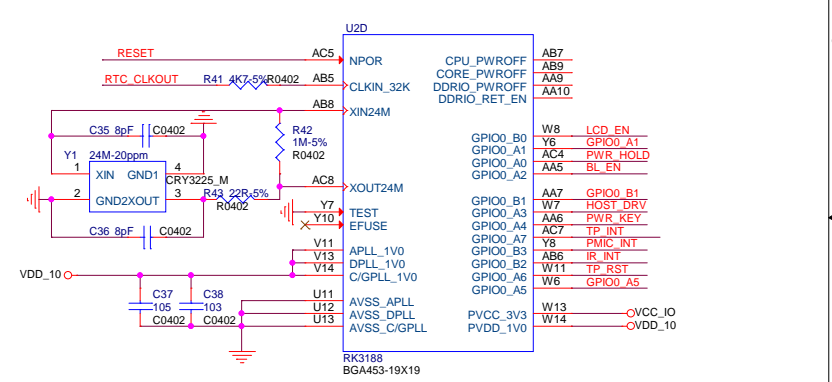 U2D
RESET
AC5
NPOR
CPU_PWROFF
AB7
CORE_PWROFF
AB9
RTC_CLKOUT
R41 4K7-5% R0402
AB5
CLKIN_32K
DDRIO_PWROFF
AA9
DDRIO_RET_EN
AA10
AB8
XIN24M
C35 8pF
C0402
R42
1M-5%
R0402
GPIO0_B0
W8
LCD_EN
GPIO0_A1
Y6
GPIO0_A1
GPIO0_A0
AC4
PWR_HOLD
GPIO0_A2
AA5
BL_EN
Y1
24M-20ppm
1
XIN
GND1
4
CRY3225_M
2
GND2
XOUT
3
R43 22R-5%
R0402
AC8
XOUT24M
GPIO0_B1
AA7
GPIO0_B1
GPIO0_A3
W7
HOST_DRV
Y7
TEST
GPIO0_A4
AA6
PWR_KEY
Y10
EFUSE
GPIO0_A7
AC7
TP_INT
C36 8pF
C0402
GPIO0_B3
Y8
PMIC_INT
V11
APLL_1V0
GPIO0_B2
AB6
IR_INT
V13
DPLL_1V0
GPIO0_A6
W11
TP_RST
VDD_10
V14
C/GPLL_1V0
GPIO0_A5
W6
GPIO0_A5
C37
105
C0402
C38
103
C0402
U11
AVSS_APLL
U12
AVSS_DPLL
PVCC_3V3
W13
VCC_IO
U13
AVSS_C/GPLL
PVDD_1V0
W14
VDD_10
RK3188
BGA453-19X19